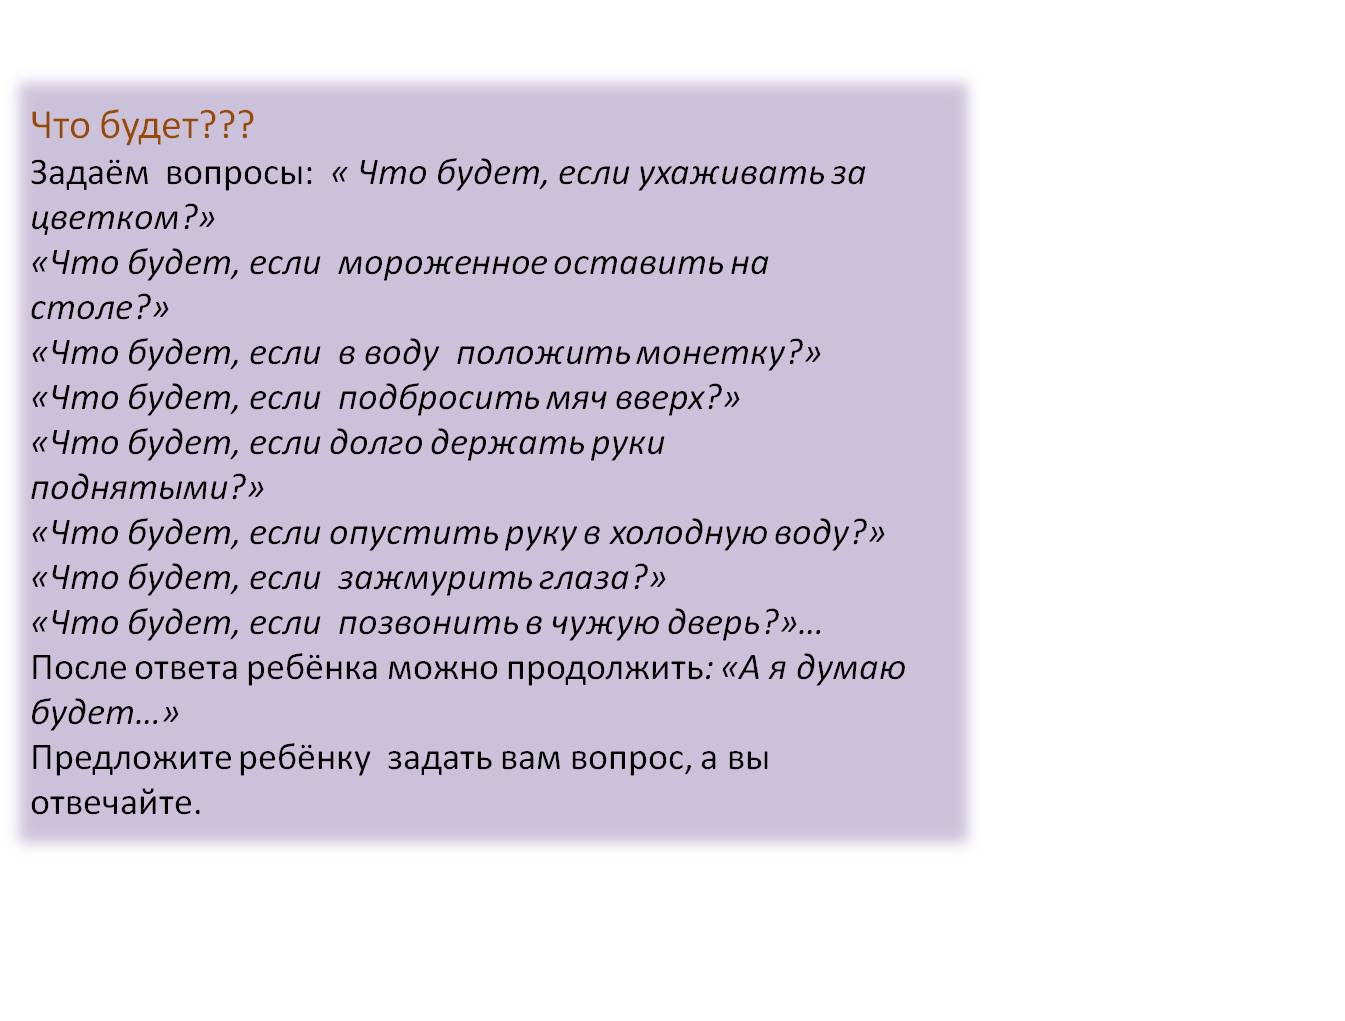 Что будет???
Задаём вопросы: « Что будет, если ухаживать за
цветком?»
«Что будет, если мороженное оставить на
столе?»
«Что будет, если в воду положить монетку?»
«Что будет, если подбросить мяч вверх?»
«Что будет, если долго держать руки
поднятыми?»
«Что будет, если опустить руку в холодную воду?»
«Что будет, если зажмурить глаза?»
«Что будет, если позвонить в чужую дверь?»…
После ответа ребёнка можно продолжить: «А я думаю
будет…»
Предложите ребёнку задать вам вопрос, а вы
отвечайте.